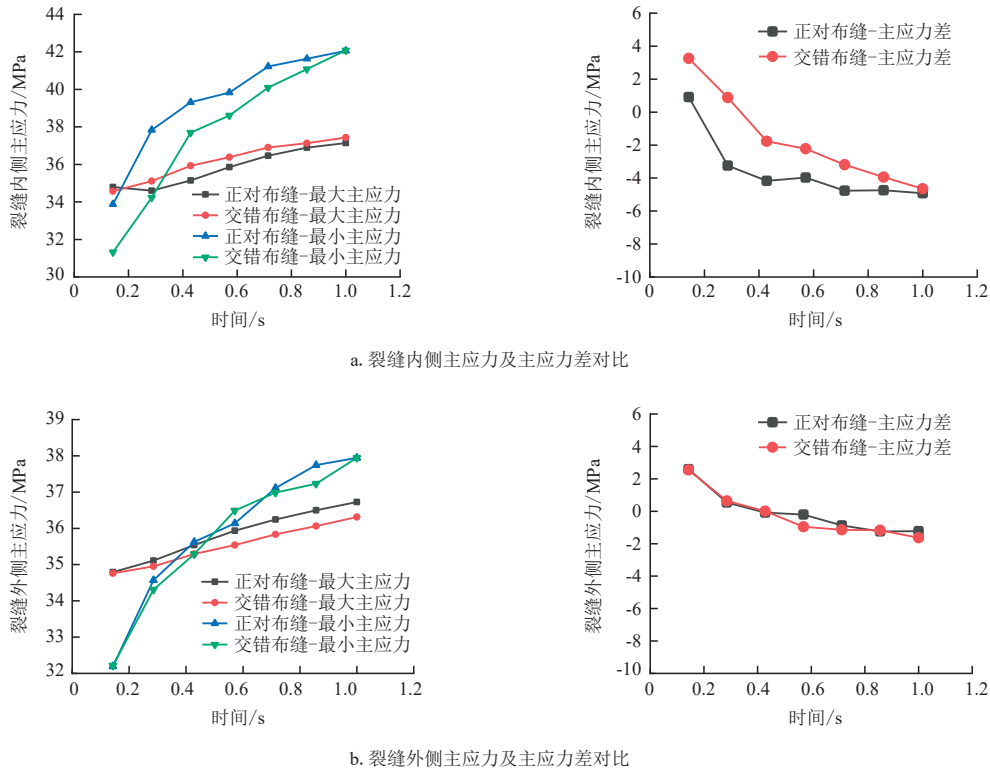 44
42
40
38
36
34
32
30
裂缝内侧主应力/MPa
正对布缝-最大主应力
交错布缝-最大主应力
正对布缝-最小主应力
交错布缝-最小主应力
0 0.2 0.4 0.6 0.8 1.0 1.2
时间/s
6
4
2
0
-2
-4
-6
-8
-10
裂缝内侧主应力/MPa
正对布缝-主应力差
交错布缝-主应力差
0 0.2 0.4 0.6 0.8 1.0 1.2
时间/s
a. 裂缝内侧主应力及主应力差对比
39
38
37
36
35
34
33
32
裂缝外侧主应力/MPa
正对布缝-最大主应力
交错布缝-最大主应力
正对布缝-最小主应力
交错布缝-最小主应力
0 0.2 0.4 0.6 0.8 1.0 1.2
时间/s
6
4
2
0
-2
-4
-6
-8
-10
裂缝外侧主应力/MPa
正对布缝-主应力差
交错布缝-主应力差
0 0.2 0.4 0.6 0.8 1.0 1.2
时间/s
b. 裂缝外侧主应力及主应力差对比